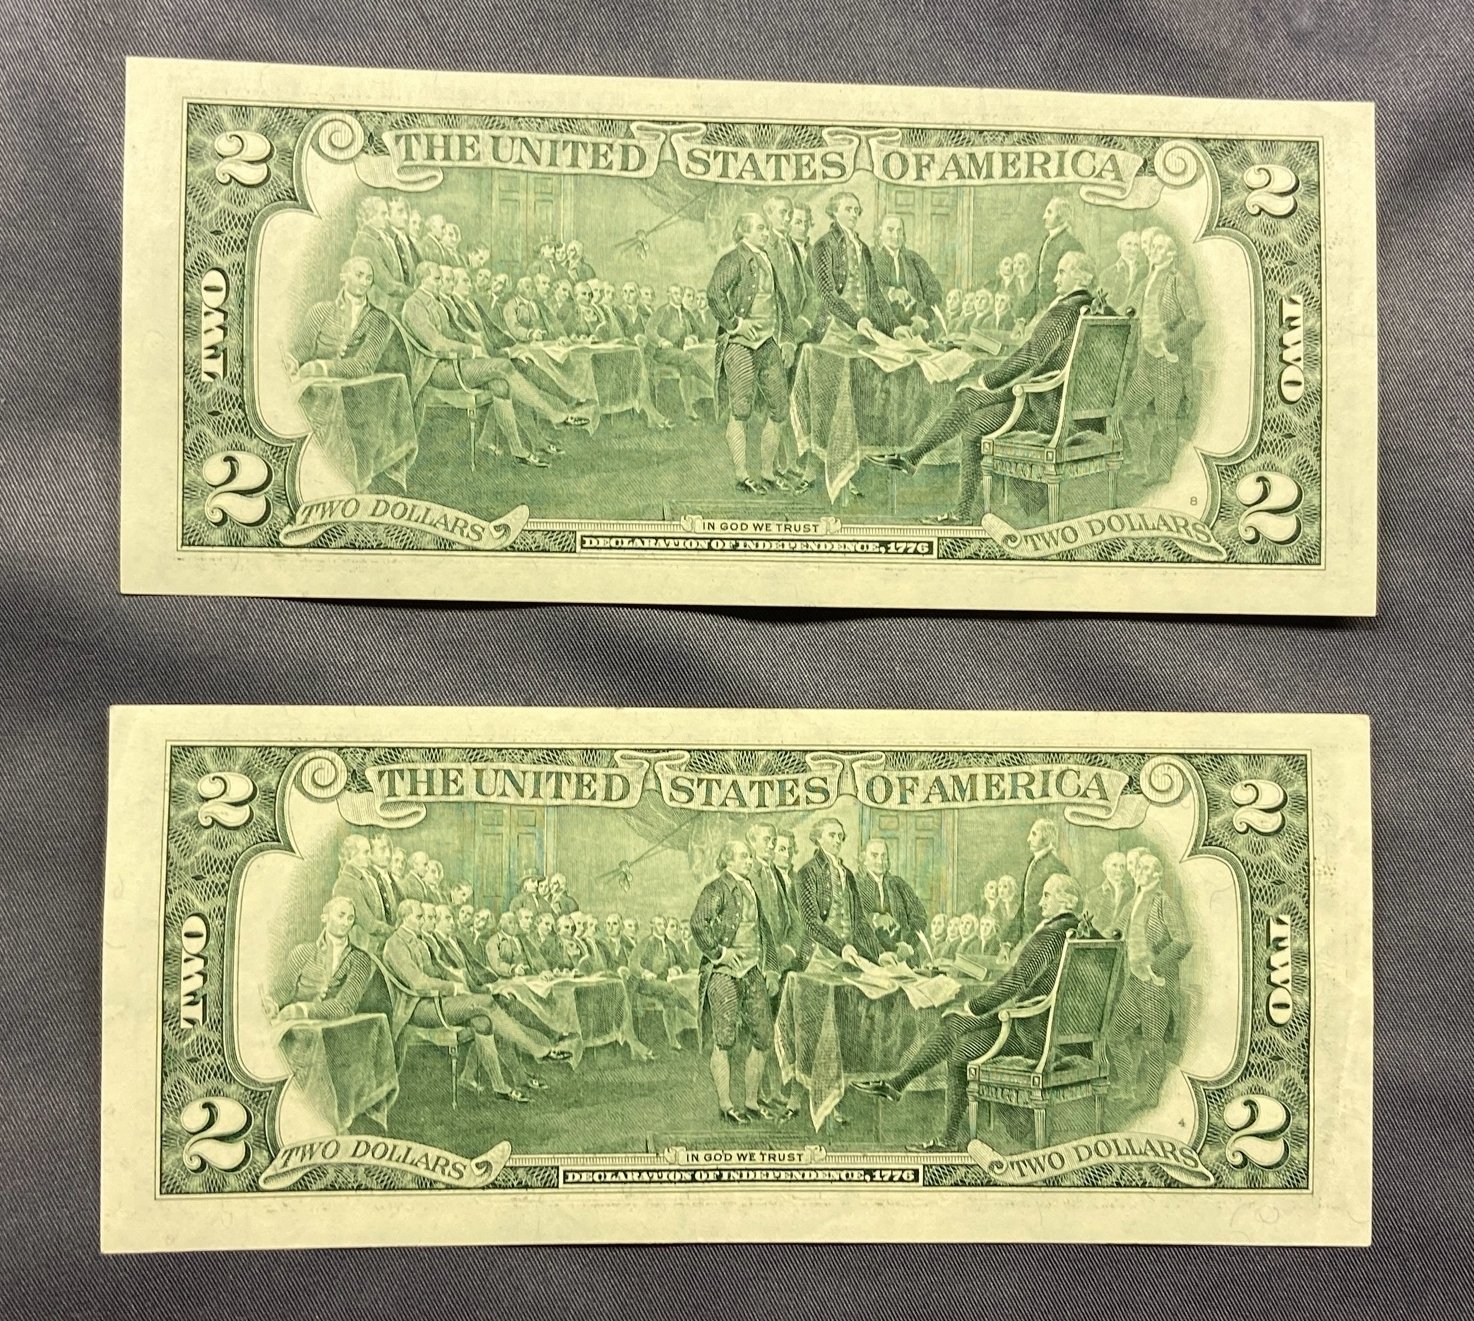 2 THE UNITED STATES OF AMERICA 2
TWO TWO
8
2 TWO DOLLARS IN GOD WE TRUST TWO DOLLARS 2
DECLARATION OF INDEPENDENCE, 1776
2 THE UNITED STATES OF AMERICA 2
TWO TWO
4
2 TWO DOLLARS IN GOD WE TRUST TWO DOLLARS 2
DECLARATION OF INDEPENDENCE, 1776